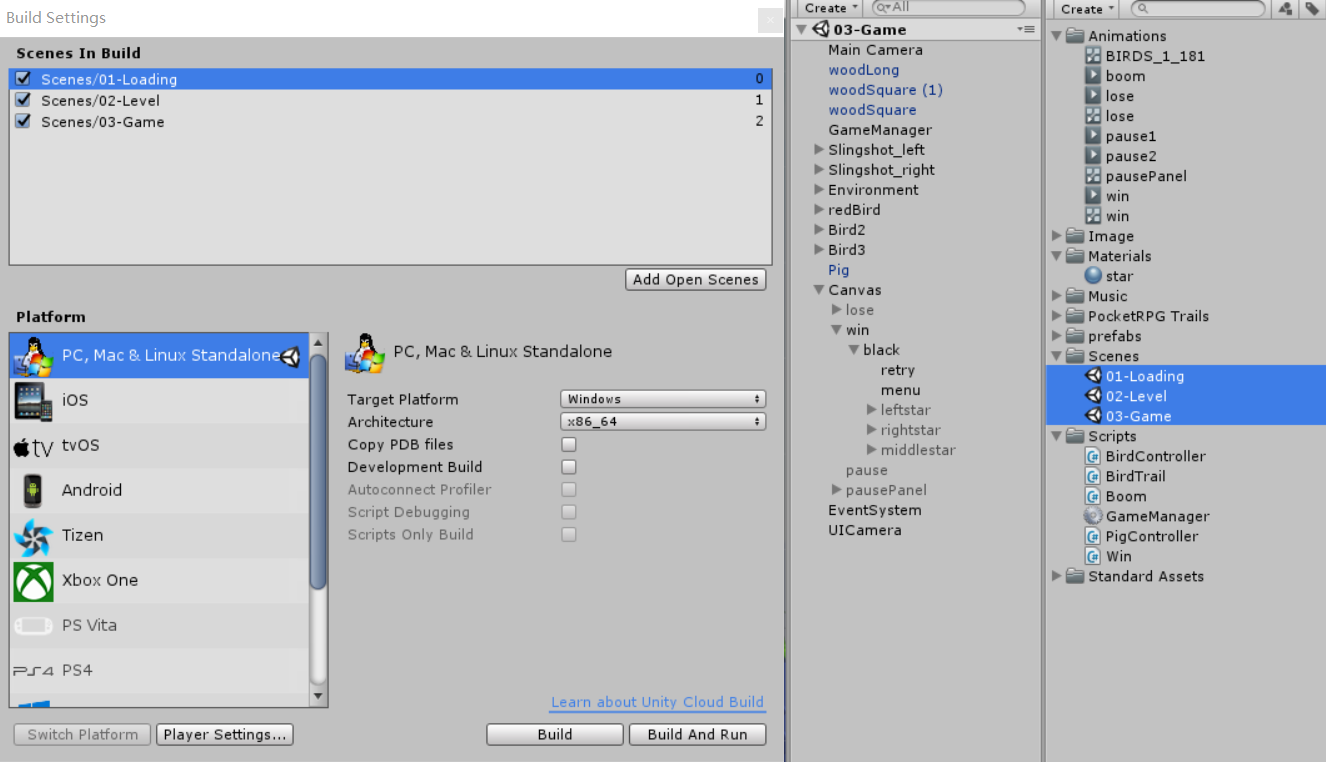 Build Settings
Scenes In Build
Scenes/01-Loading 0
Scenes/02-Level 1
Scenes/03-Game 2
Add Open Scenes
Platform
PC, Mac & Linux Standalone
iOS
tv tvOS
Android
Tizen
Xbox One
PS Vita
PS4 PS4
PC, Mac & Linux Standalone
Target Platform Windows
Architecture x86_64
Copy PDB files
Development Build
Autoconnect Profiler
Script Debugging
Scripts Only Build
Learn about Unity Cloud Build
Switch Platform Player Settings... Build Build And Run
Create All
03-Game
Main Camera
woodLong
woodSquare (1)
woodSquare
GameManager
Slingshot_left
Slingshot_right
Environment
redBird
Bird2
Bird3
Pig
Canvas
lose
win
black
retry
menu
leftstar
rightstar
middlestar
pause
pausePanel
EventSystem
UICamera
Create
Animations
BIRDS_1_181
boom
lose
lose
pause1
pause2
pausePanel
win
win
Image
Materials
star
Music
PocketRPG Trails
prefabs
Scenes
01-Loading
02-Level
03-Game
Scripts
BirdController
BirdTrail
Boom
GameManager
PigController
Win
Standard Assets